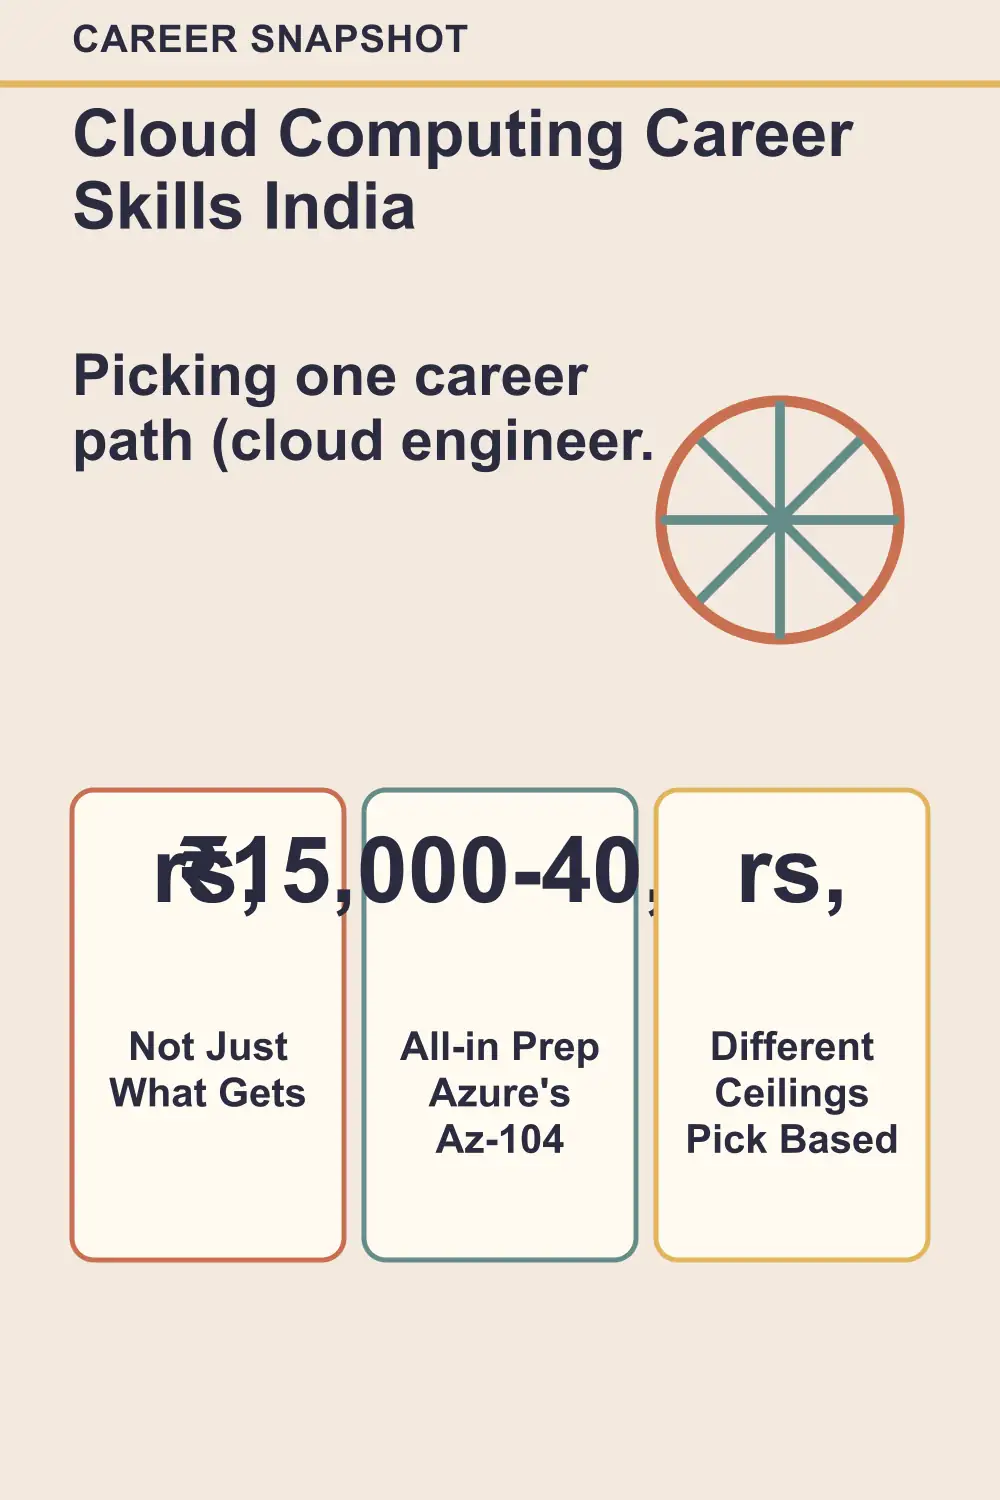 CAREER SNAPSHOT
Cloud Computing Career
Skills India
Picking one career
path (cloud engineer.
rs,
₹15,000-40,
rs,
Not Just
What Gets
All-in Prep
Azure's
Az-104
Different
Ceilings
Pick Based